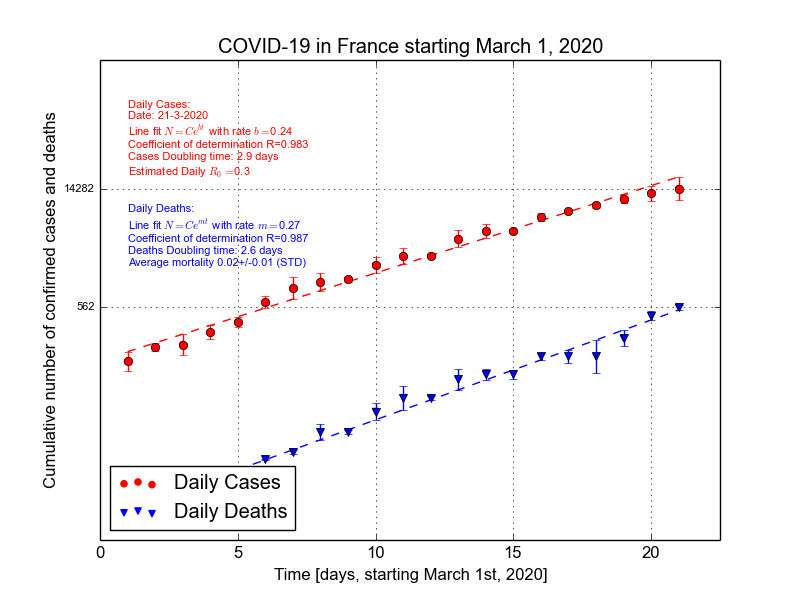 COVID-19 in France starting March 1, 2020
Daily Cases:
Date: 21-3-2020
Line fit N = Ce^{bt} with rate b =0.24
Coefficient of determination R=0.983
Cases Doubling time: 2.9 days
Estimated Daily R_0 =0.3
Daily Deaths:
Line fit N = Ce^{mt} with rate m =0.27
Coefficient of determination R=0.987
Deaths Doubling time: 2.6 days
Average mortality 0.02+/-0.01 (STD)
Cumulative number of confirmed cases and deaths
14282
562
Daily Cases
Daily Deaths
0 5 10 15 20
Time [days, starting March 1st, 2020]